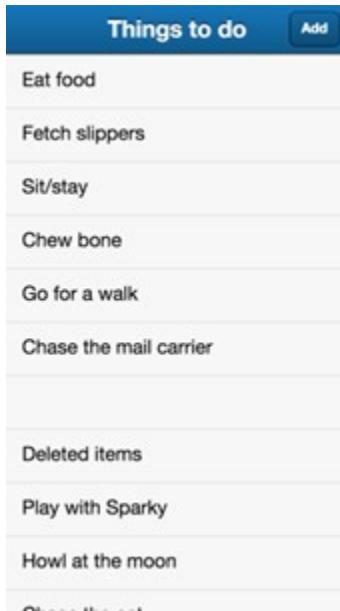 Things to do
Add
Eat food
Fetch slippers
Sit/stay
Chew bone
Go for a walk
Chase the mail carrier
Deleted items
Play with Sparky
Howl at the moon